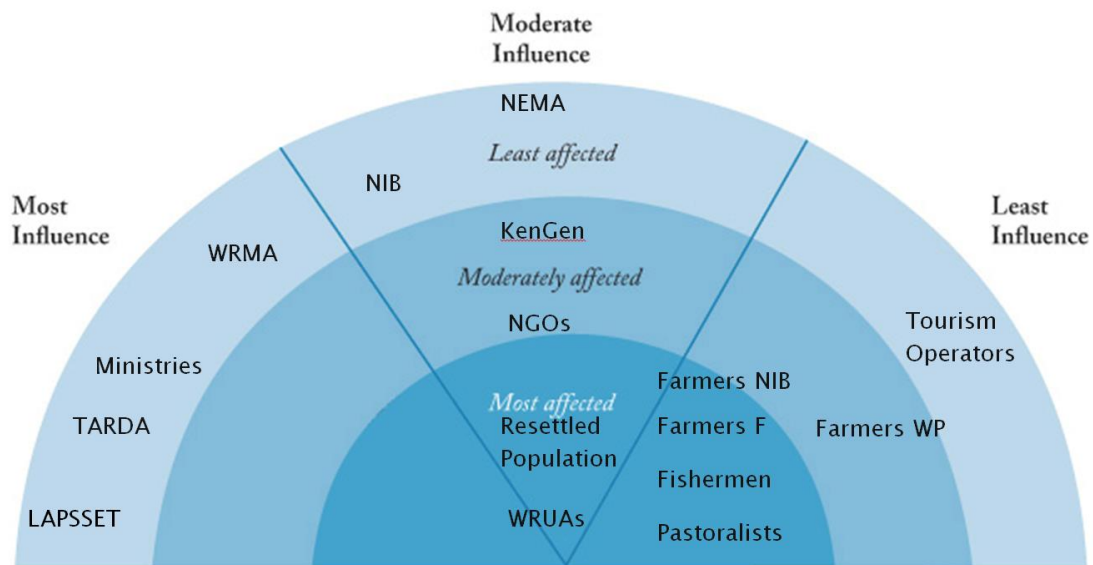 Moderate
Influence
NEMA
Least affected
NIB
Most
Influence
Least
Influence
KenGen
WRMA
Moderately affected
NGOs
Tourism
Operators
Ministries
Farmers NIB
Most affected
TARDA
Resettled
Population
Farmers F
Farmers WP
Fishermen
LAPSSET
WRUAs
Pastoralists